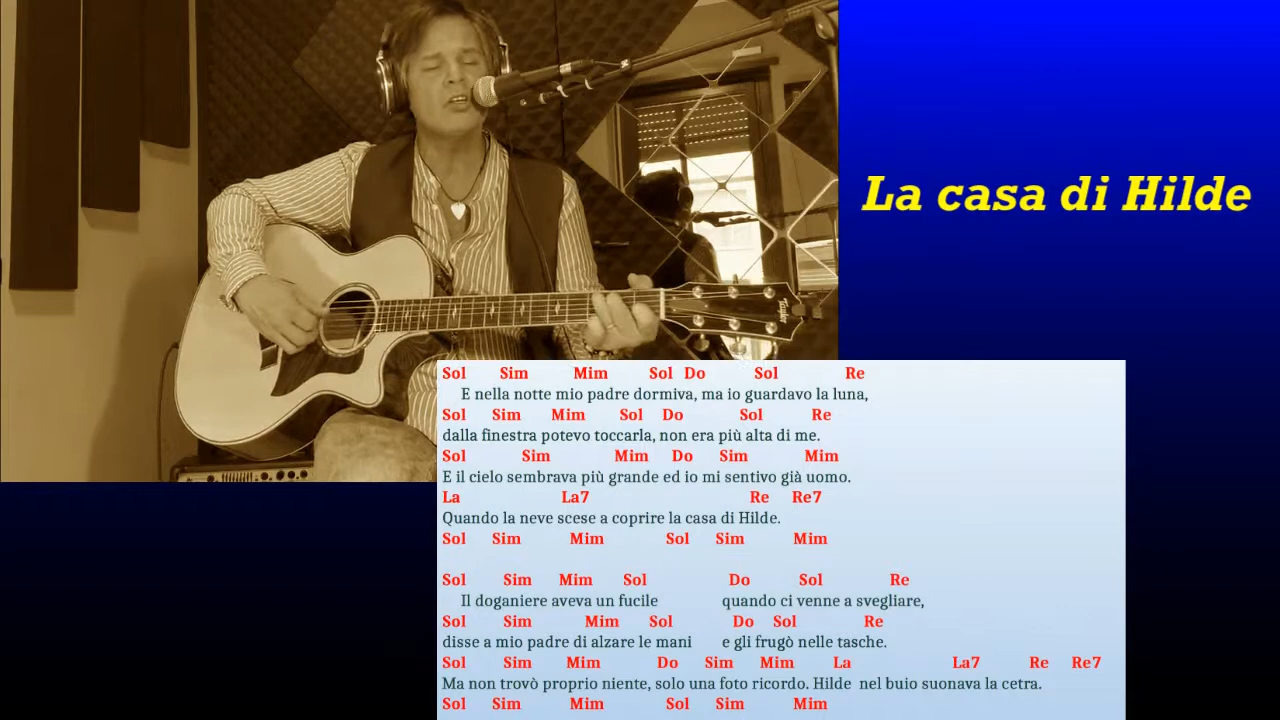 La casa di Hilde
Taylor
Sol Sim Mim Sol Do Sol Re
E nella notte mio padre dormiva, ma io guardavo la luna,
Sol Sim Mim Sol Do Sol Re
dalla finestra potevo toccarla, non era più alta di me.
Sol Sim Mim Do Sim Mim
E il cielo sembrava più grande ed io mi sentivo già uomo.
La La7 Re Re7
Quando la neve scese a coprire la casa di Hilde.
Sol Sim Mim Sol Sim Mim
Sol Sim Mim Sol Do Sol Re
Il doganiere aveva un fucile quando ci venne a svegliare,
Sol Sim Mim Sol Do Sol Re
disse a mio padre di alzare le mani e gli frugò nelle tasche.
Sol Sim Mim Do Sim Mim La La7 Re Re7
Ma non trovò proprio niente, solo una foto ricordo. Hilde nel buio suonava la cetra.
Sol Sim Mim Sol Sim Mim